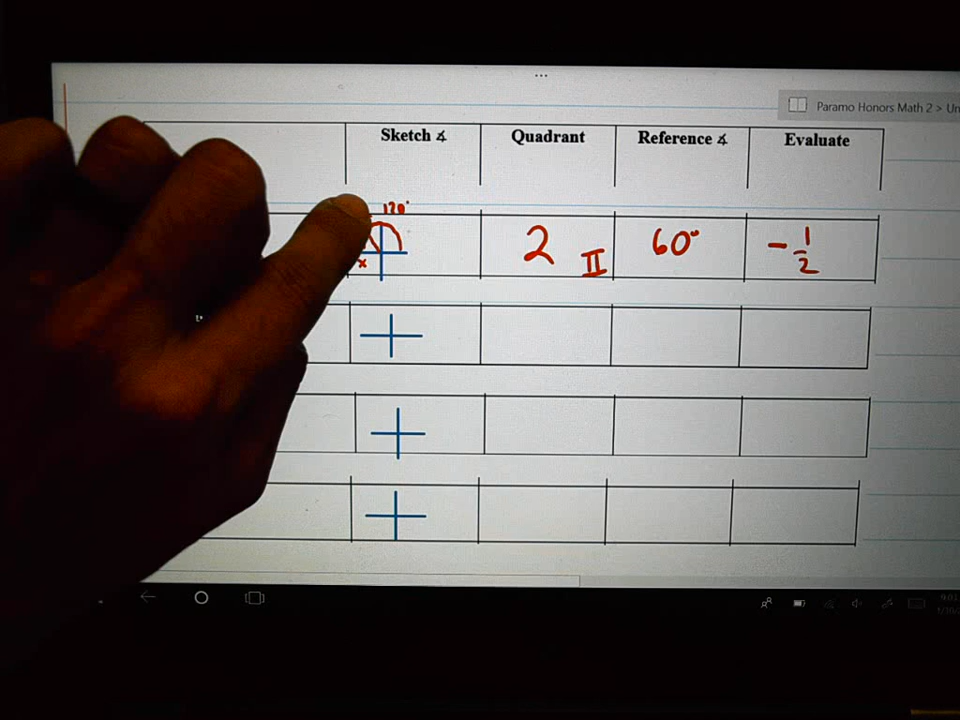 ...
Paramo Honors Math 2 > Un
Sketch ∡ Quadrant Reference ∡ Evaluate
120°
x 2 II 60° - 1/2